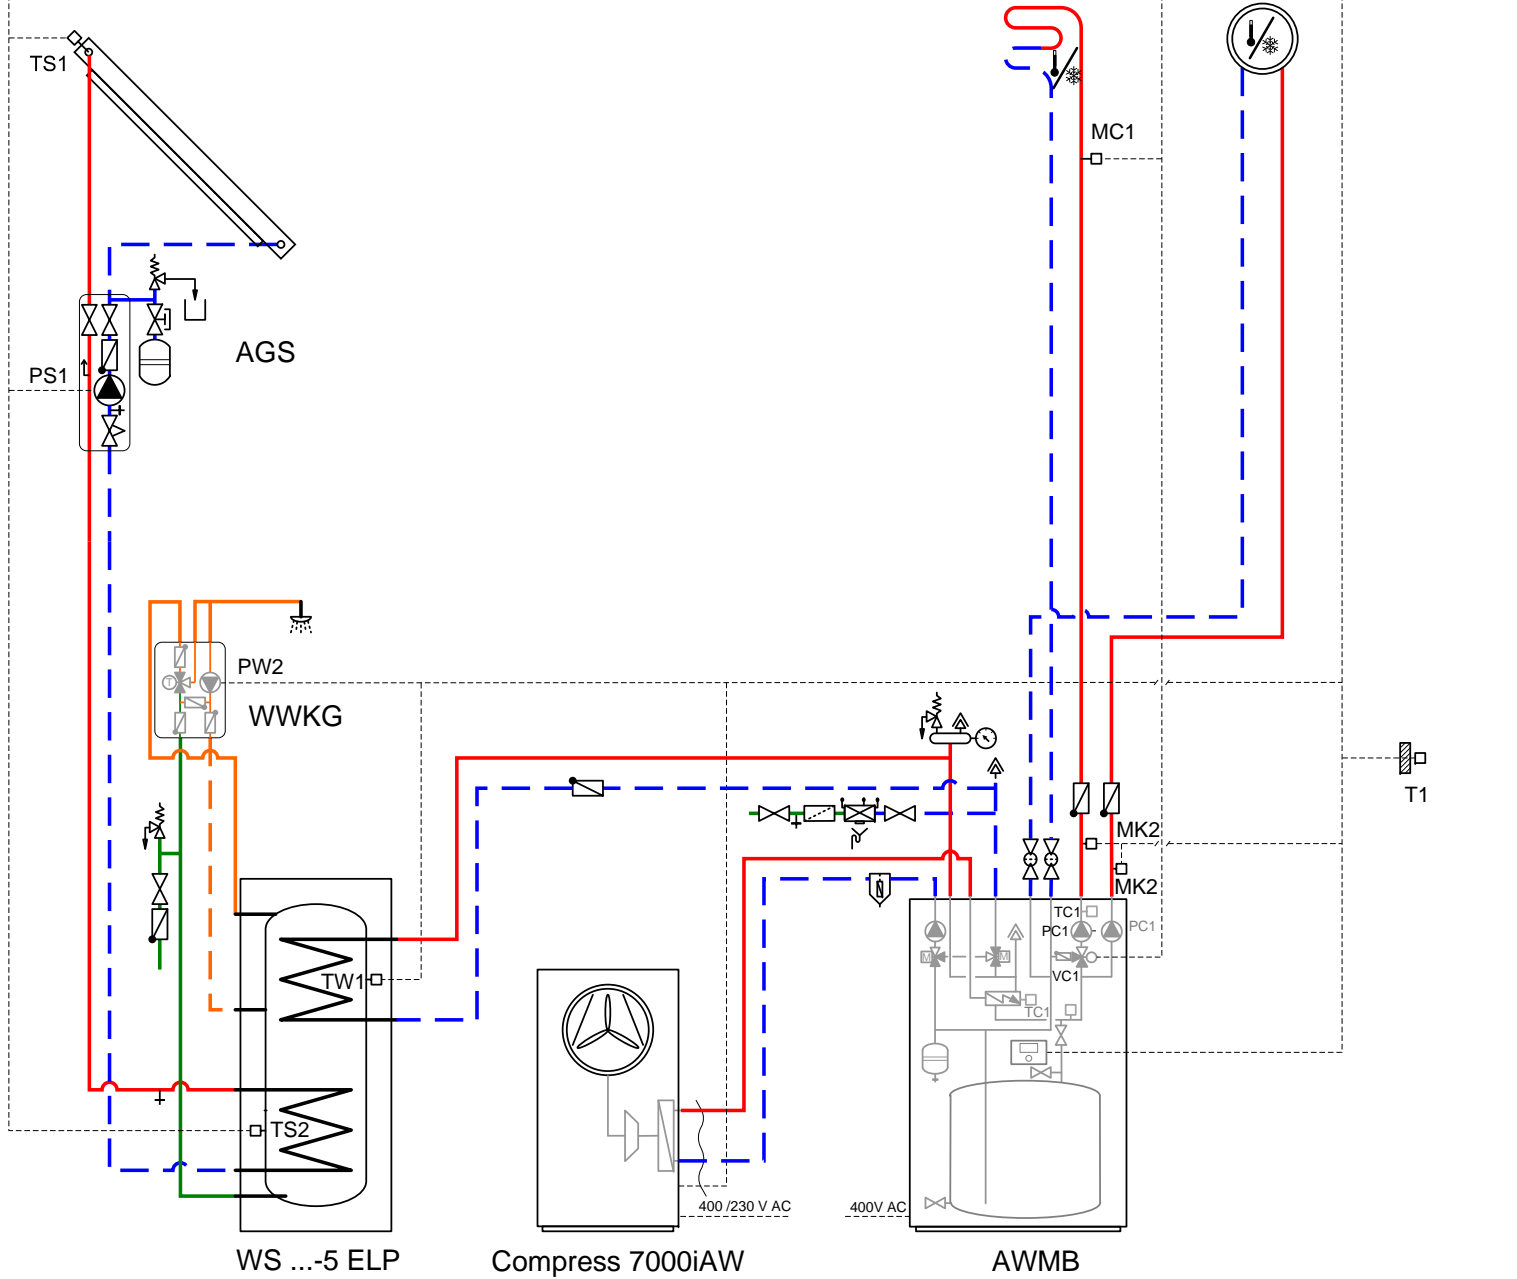 TS1
MC1
AGS
PS1
PW2
T
WWKG
T1
MK2
MK2
TC1
PC1
PC1
M
M
VC1
TW1
TC1
TS2
400 /230 V AC
400V AC
WS ...-5 ELP
Compress 7000iAW
AWMB